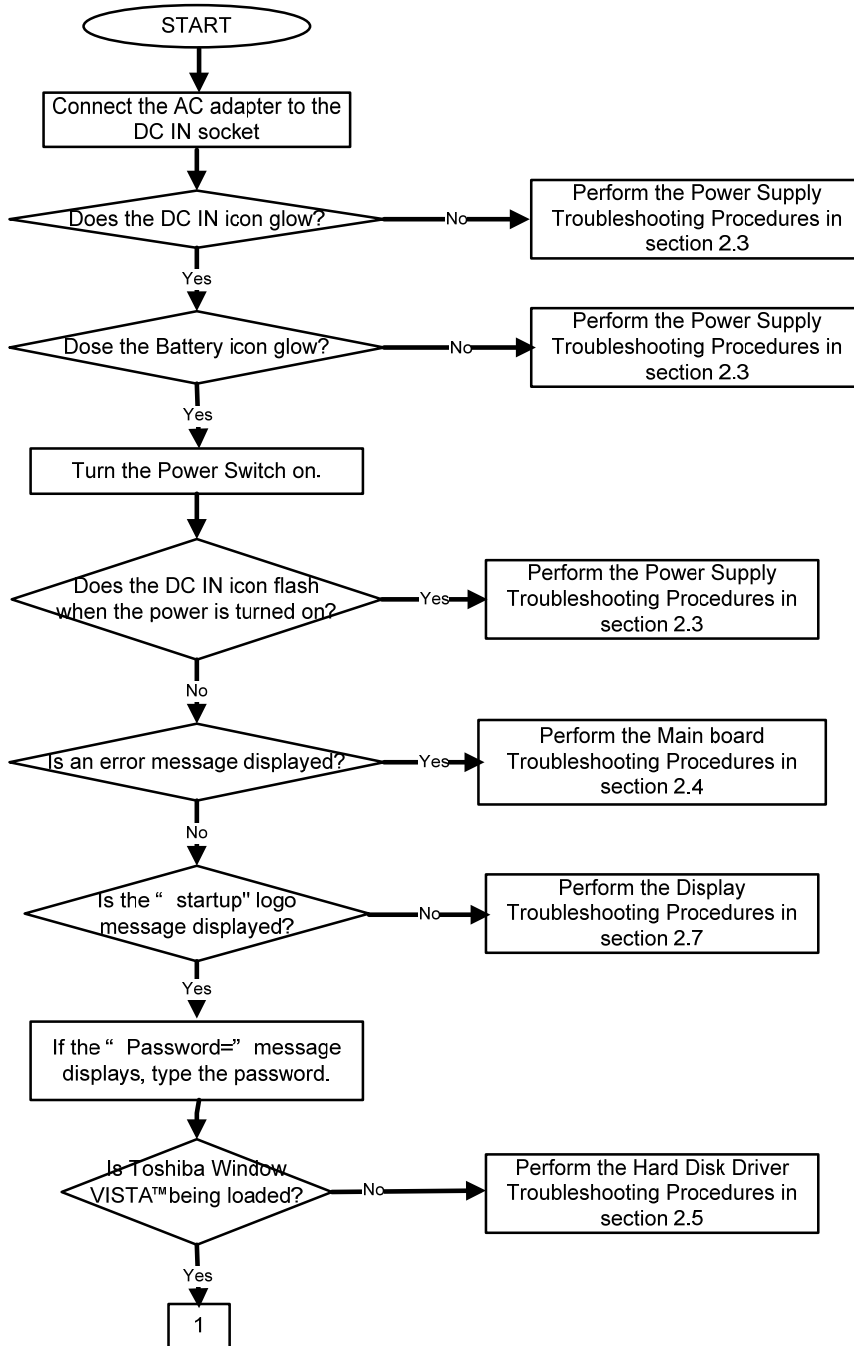 START
Connect the AC adapter to the
DC IN socket
Does the DC IN icon glow?
No
Perform the Power Supply
Troubleshooting Procedures in
section 2.3
Yes
Dose the Battery icon glow?
No
Perform the Power Supply
Troubleshooting Procedures in
section 2.3
Yes
Turn the Power Switch on.
Does the DC IN icon flash
when the power is turned on?
Yes
Perform the Power Supply
Troubleshooting Procedures in
section 2.3
No
Is an error message displayed?
Yes
Perform the Main board
Troubleshooting Procedures in
section 2.4
No
Is the “ startup" logo
message displayed?
No
Perform the Display
Troubleshooting Procedures in
section 2.7
Yes
If the “ Password=” message
displays, type the password.
Is Toshiba Window
VISTA™being loaded?
No
Perform the Hard Disk Driver
Troubleshooting Procedures in
section 2.5
Yes
1